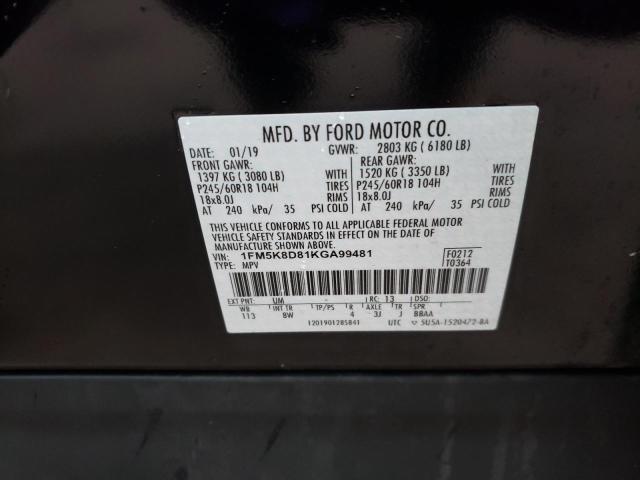 MFD. BY FORD MOTOR CO.
DATE: 01/19 GVWR: 2803 KG ( 6180 LB)
FRONT GAWR: REAR GAWR:
1397 KG ( 3080 LB) WITH 1520 KG ( 3350 LB) WITH
P245/60R18 104H TIRES P245/60R18 104H TIRES
18x8.0J RIMS 18x8.0J RIMS
AT 240 kPa/ 35 PSI COLD AT 240 kPa/ 35 PSI COLD
THIS VEHICLE CONFORMS TO ALL APPLICABLE FEDERAL MOTOR
VEHICLE SAFETY STANDARDS IN EFFECT ON THE DATE OF MANUFACTURE SHOWN ABOVE.
VIN: 1FM5K8D81KGA99481 F0212
TYPE: MPV T0364
EXT PNT: UM - RC: 13 DSO:
WB INT TR TP/PS R AXLE TR SPR
113 8W 4 3J J BBAA
1201901285841 UTC 5U5A-1520472-BA